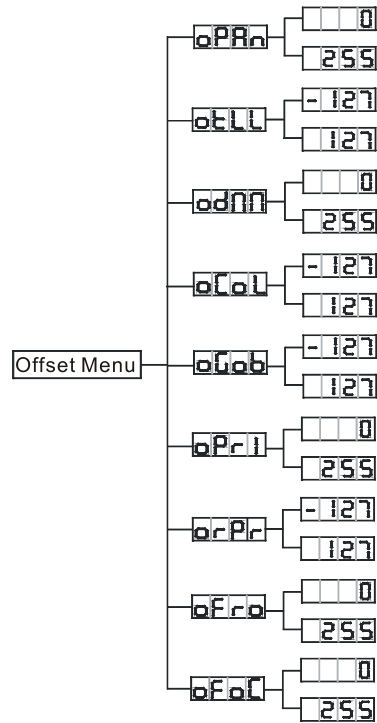 oPAn
0
255
otLL
-127
127
odnn
0
255
oCoL
-127
127
Offset Menu
oGob
-127
127
oPri
0
255
orPr
-127
127
oFro
0
255
oFoC
0
255